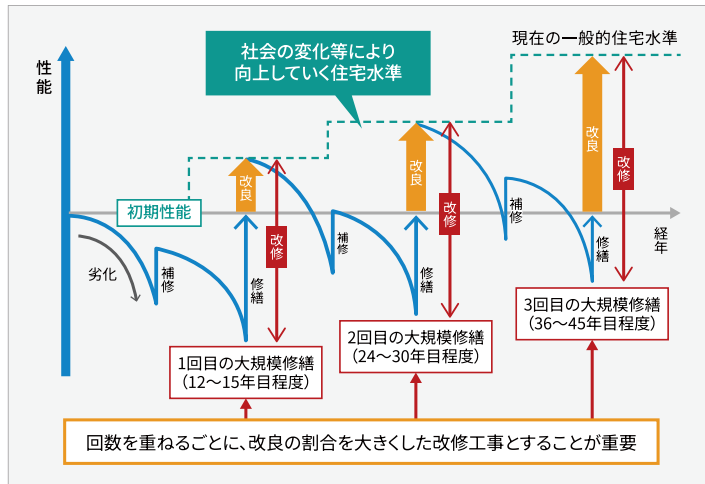 現在の一般的住宅水準
社会の変化等により
向上していく住宅水準
性能
改良
改修
改良
改修
改良
改修
初期性能
経年
劣化
補修
修繕
補修
修繕
補修
修繕
1回目の大規模修繕
（12〜15年目程度）
2回目の大規模修繕
（24〜30年目程度）
3回目の大規模修繕
（36〜45年目程度）
回数を重ねるごとに、改良の割合を大きくした改修工事とすることが重要